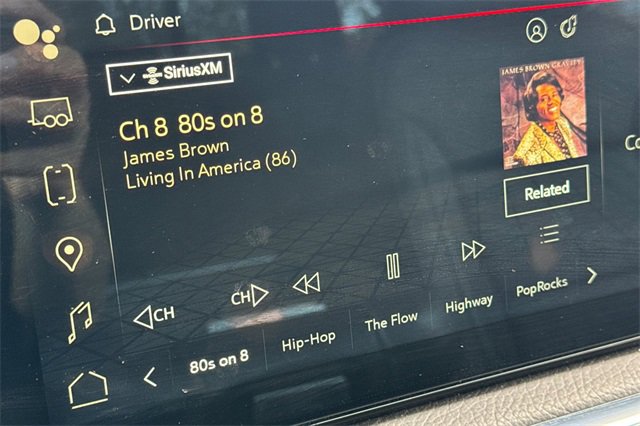 Driver
SiriusXM
Ch 8 80s on 8
James Brown
Living In America (86)
JAMES BROWN GRAVITY
Related
Co
CH
CH
80s on 8
Hip-Hop
The Flow
Highway
PopRocks